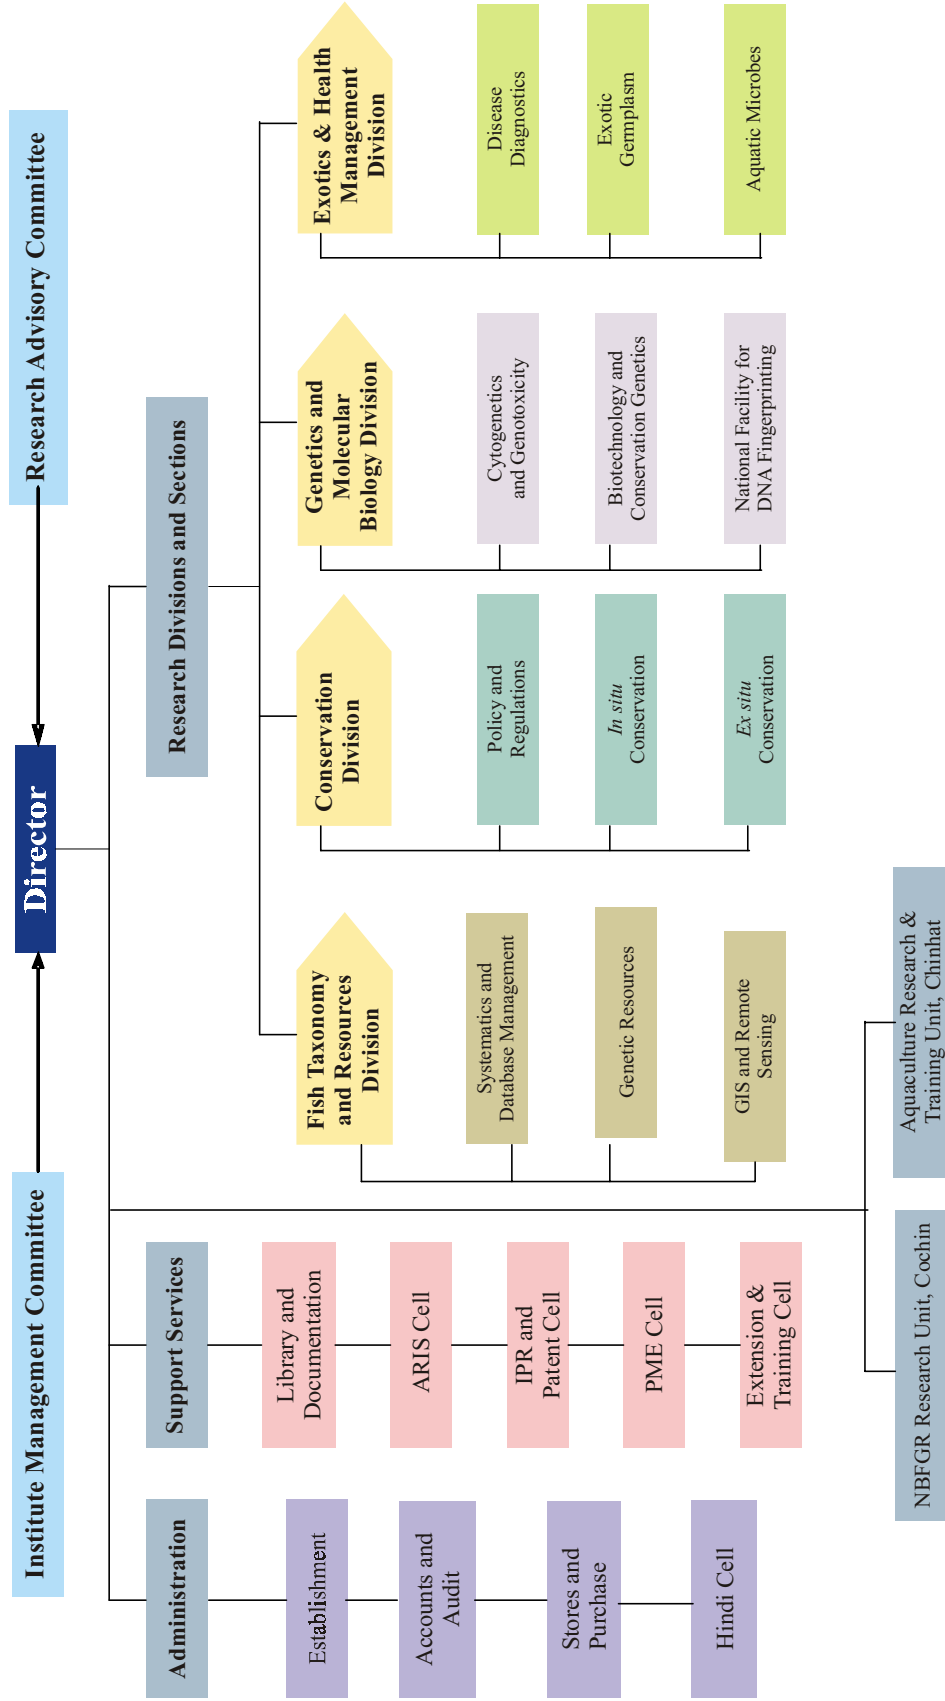 Institute Management Committee
Director
Research Advisory Committee
Administration
Support Services
Research Divisions and Sections
Establishment
Accounts and
Audit
Stores and
Purchase
Hindi Cell
Library and
Documentation
ARIS Cell
IPR and
Patent Cell
PME Cell
Extension &
Training Cell
Fish Taxonomy
and Resources
Division
Systematics and
Database Management
Genetic Resources
GIS and Remote
Sensing
Conservation
Division
Policy and
Regulations
In situ
Conservation
Ex situ
Conservation
Genetics and
Molecular
Biology Division
Cytogenetics
and Genotoxicity
Biotechnology and
Conservation Genetics
National Facility for
DNA Fingerprinting
Exotics & Health
Management
Division
Disease
Diagnostics
Exotic
Germplasm
Aquatic Microbes
NBFGR Research Unit, Cochin
Aquaculture Research &
Training Unit, Chinhat